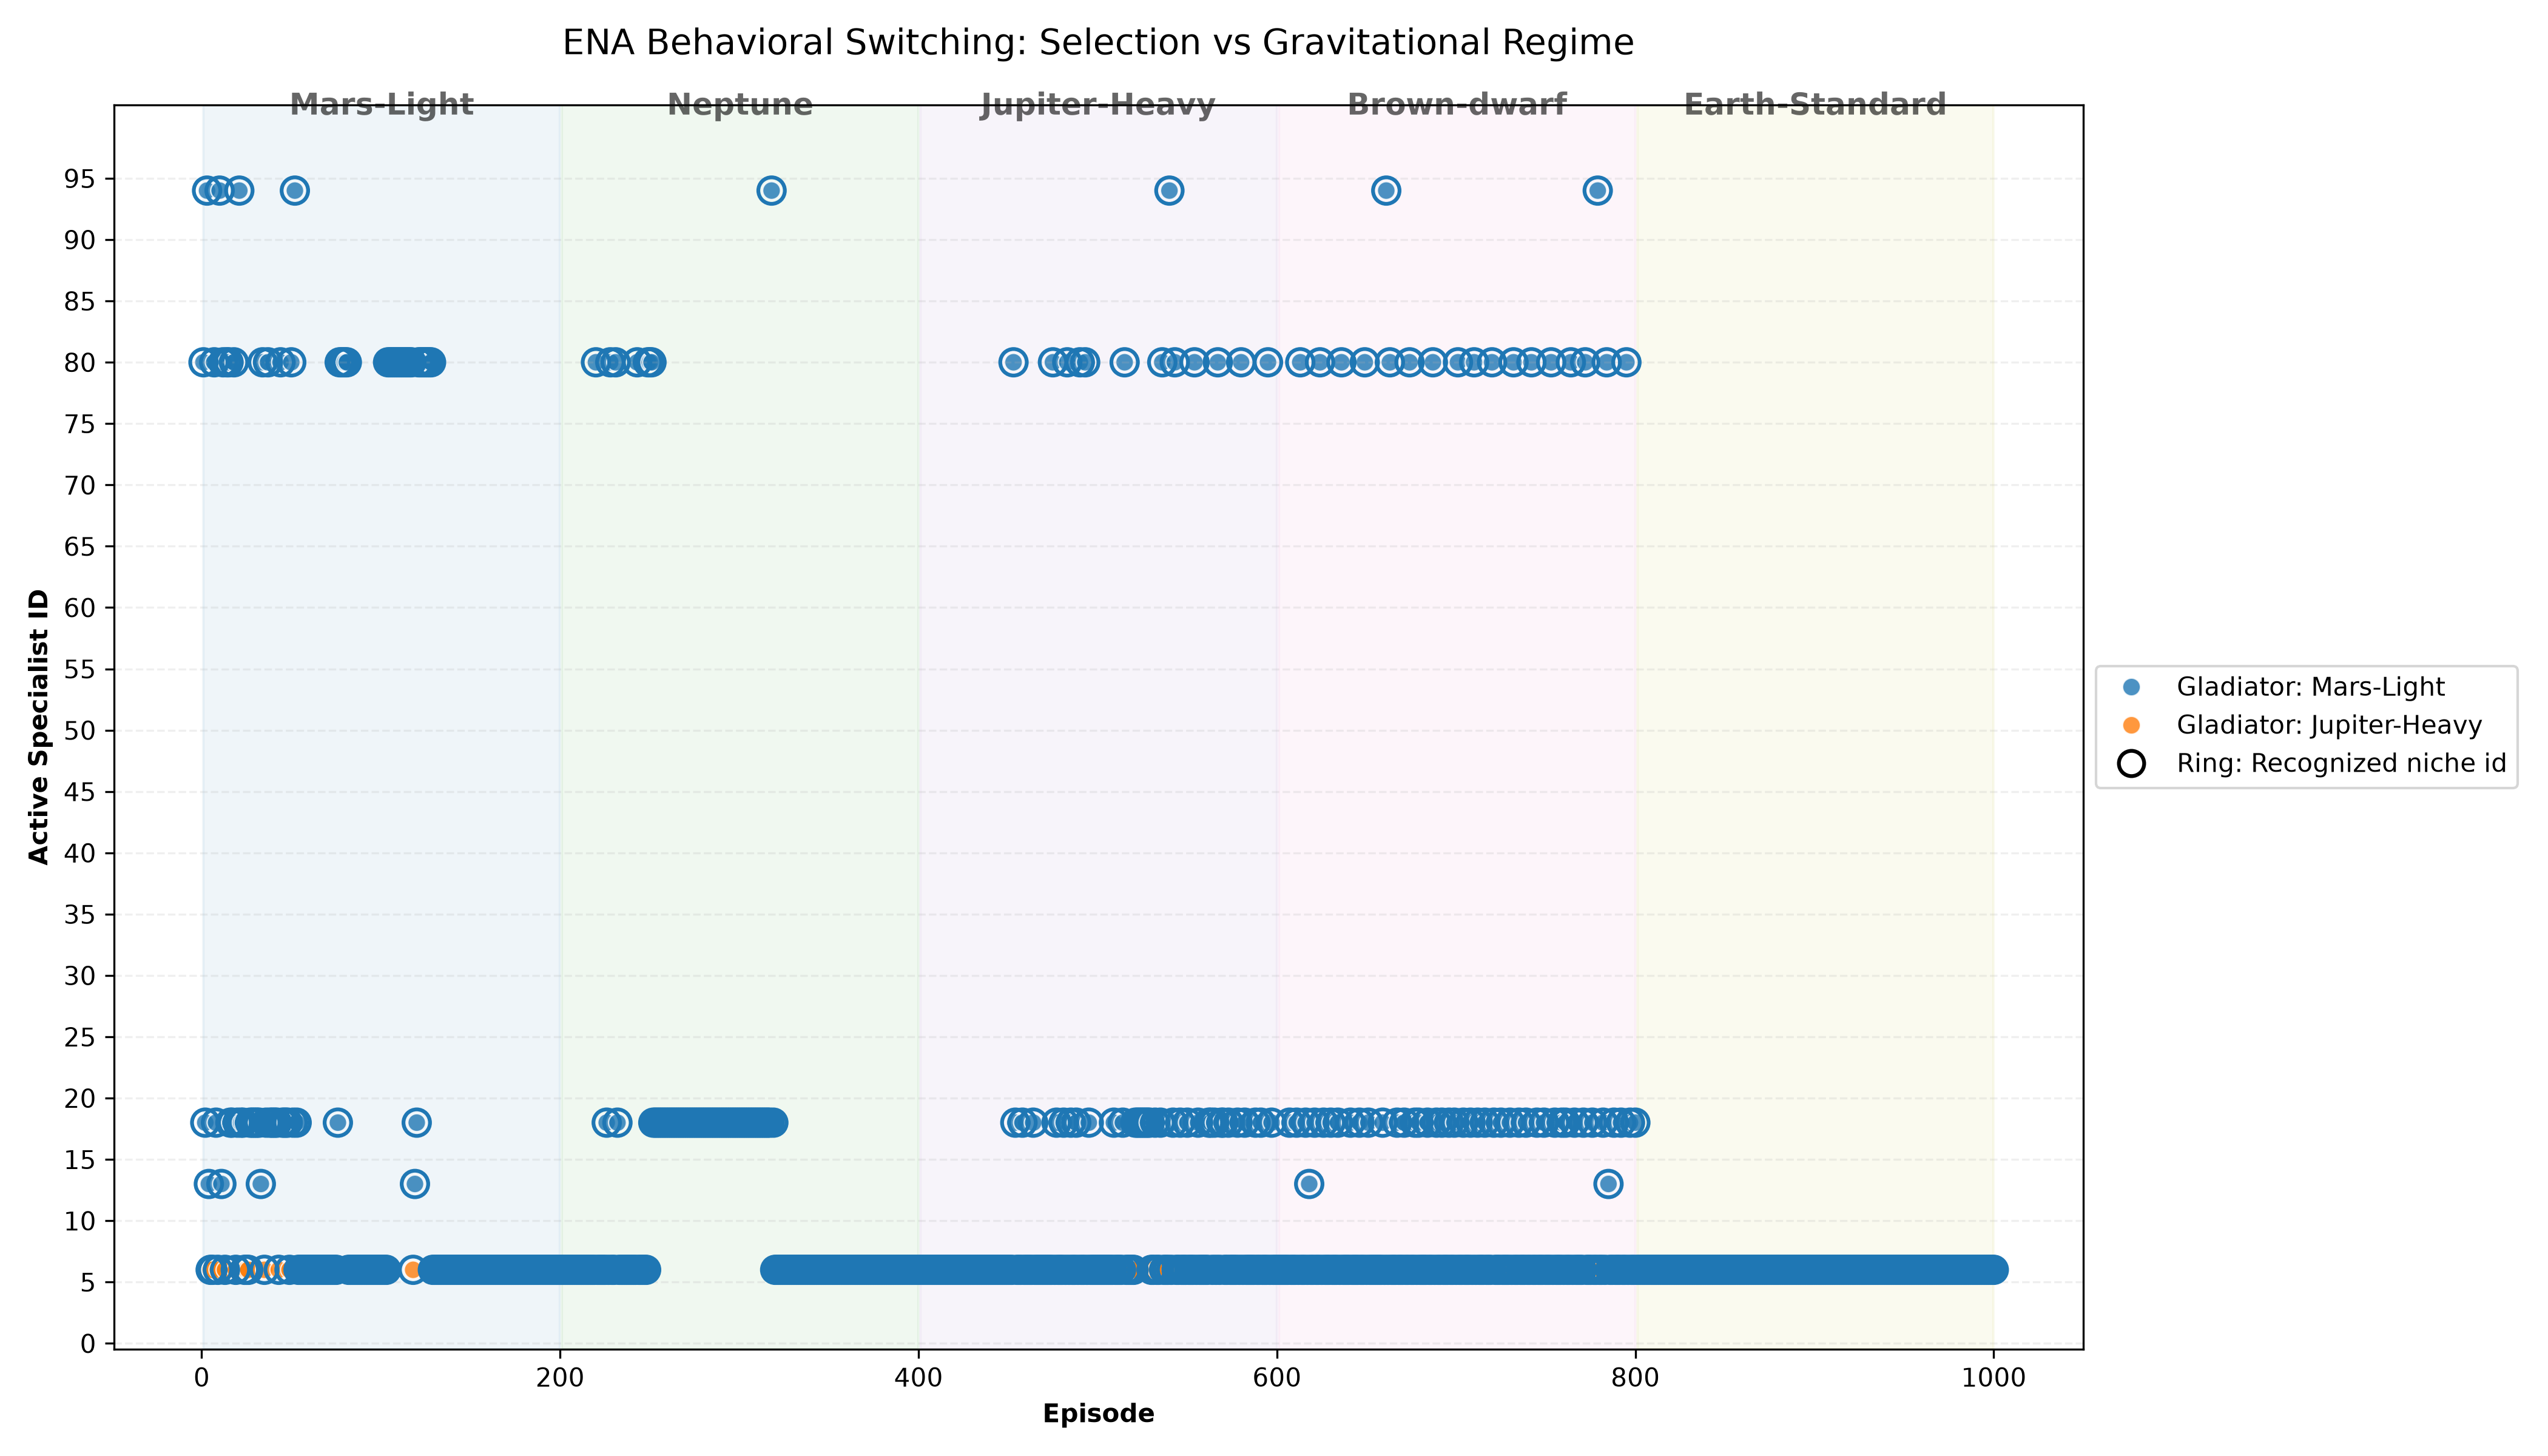 ENA Behavioral Switching: Selection vs Gravitational Regime
Mars-Light Neptune Jupiter-Heavy Brown-dwarf Earth-Standard
95
90
85
80
75
70
65
60
55
50
45
40
35
30
25
20
15
10
5
0
Active Specialist ID
0 200 400 600 800 1000
Episode
Gladiator: Mars-Light
Gladiator: Jupiter-Heavy
Ring: Recognized niche id